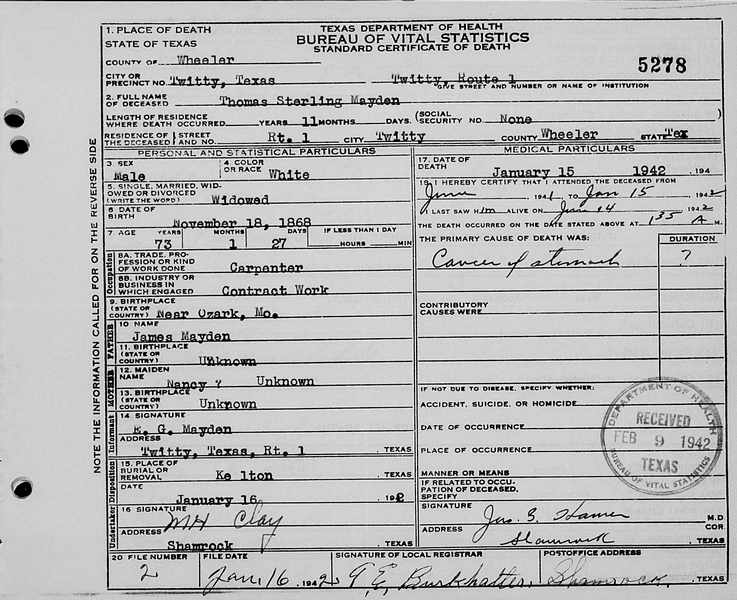 TEXAS DEPARTMENT OF HEALTH
BUREAU OF VITAL STATISTICS
STANDARD CERTIFICATE OF DEATH
5278
NOTE THE INFORMATION CALLED FOR ON THE REVERSE SIDE
1. PLACE OF DEATH
STATE OF TEXAS
COUNTY OF Wheeler
CITY OR PRECINCT NO. Twitty, Texas Twitty, Route 1
GIVE STREET AND NUMBER OR NAME OF INSTITUTION
2. FULL NAME OF DECEASED Thomas Sterling Mayden
LENGTH OF RESIDENCE WHERE DEATH OCCURRED YEARS 11 MONTHS DAYS. (SOCIAL SECURITY NO. None
RESIDENCE OF THE DECEASED STREET AND NO. Rt. 1 CITY Twitty COUNTY Wheeler STATE Tex
PERSONAL AND STATISTICAL PARTICULARS
3. SEX Male
4. COLOR OR RACE White
5. SINGLE, MARRIED, WIDOWED OR DIVORCED (WRITE THE WORD) Widowed
6 DATE OF BIRTH November 18, 1868
7. AGE YEARS MONTHS DAYS IF LESS THAN 1 DAY
73 1 27 HOURS MIN
Occupation
8A. TRADE, PROFESSION OR KIND OF WORK DONE Carpenter
8B. INDUSTRY OR BUSINESS IN WHICH ENGAGED Contract Work
9. BIRTHPLACE (STATE OR COUNTRY) Near Ozark, Mo.
FATHER
10 NAME James Mayden
11. BIRTHPLACE (STATE OR COUNTRY) Unknown
MOTHER
12. MAIDEN NAME Nancy ? Unknown
13. BIRTHPLACE (STATE OR COUNTRY) Unknown
Informant
14 SIGNATURE E. G. Mayden
ADDRESS Twitty, Texas, Rt. 1 , TEXAS
Disposition
15. PLACE OF BURIAL OR REMOVAL Ke lton , TEXAS
DATE January 16 , 1942
Undertaker
16 SIGNATURE Clay
ADDRESS Shamrock , TEXAS
MEDICAL PARTICULARS
17. DATE OF DEATH January 15 1942 .194
18. I HEREBY CERTIFY THAT I ATTENDED THE DECEASED FROM
June 1941 TO Jan 15 , 1942
I LAST SAW Him ALIVE ON 14 1942
THE DEATH OCCURRED ON THE DATE STATED ABOVE AT 135 A M.
THE PRIMARY CAUSE OF DEATH WAS: DURATION
Cancer of stomach ?
CONTRIBUTORY CAUSES WERE:
IF NOT DUE TO DISEASE, SPECIFY WHETHER:
ACCIDENT, SUICIDE, OR HOMICIDE
DATE OF OCCURRENCE
PLACE OF OCCURRENCE
MANNER OR MEANS
IF RELATED TO OCCUPATION OF DECEASED, SPECIFY
DEPARTMENT OF HEALTH
RECEIVED
FEB 9 1942
TEXAS
BUREAU OF VITAL STATISTICS
SIGNATURE M.D
ADDRESS Shamrock COR.
, TEXAS
20 FILE NUMBER FILE DATE SIGNATURE OF LOCAL REGISTRAR POSTOFFICE ADDRESS
2 Jan. 16 , 1942 Burkhalter, Shamrock , TEXAS